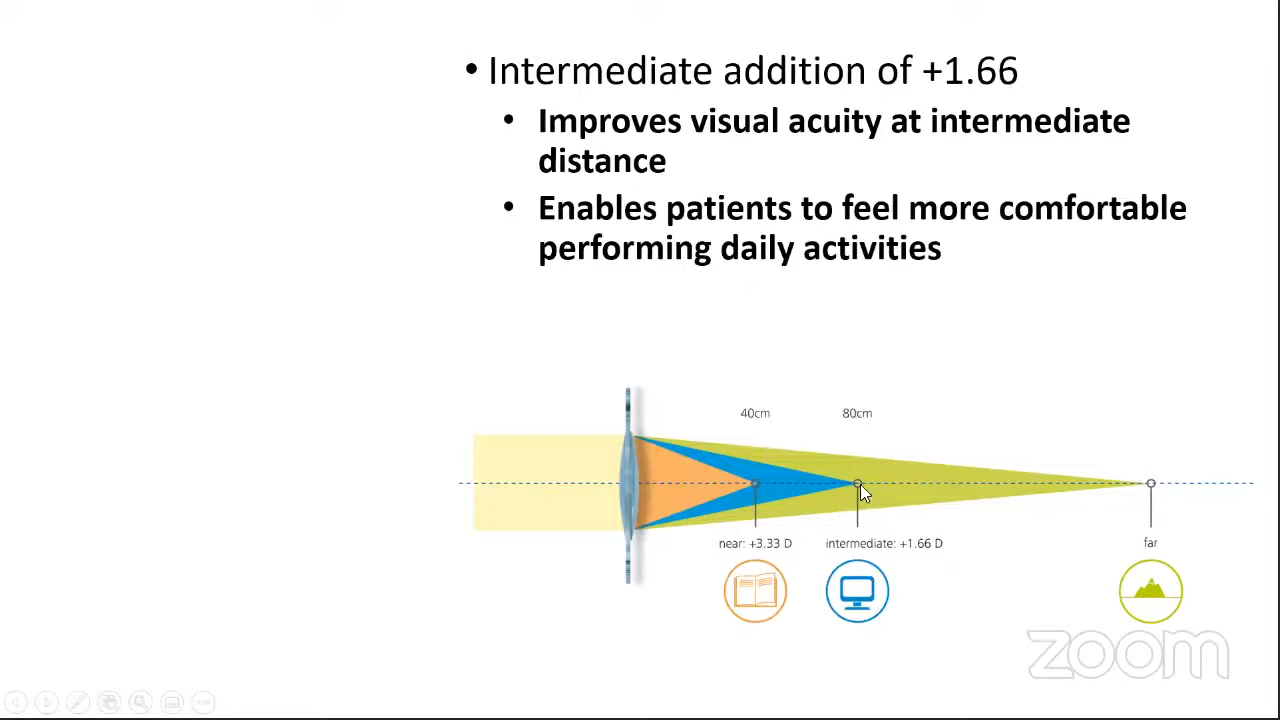 • Intermediate addition of +1.66
• Improves visual acuity at intermediate
distance
• Enables patients to feel more comfortable
performing daily activities
40cm 80cm
near: +3.33 D intermediate: +1.66 D far
zoom